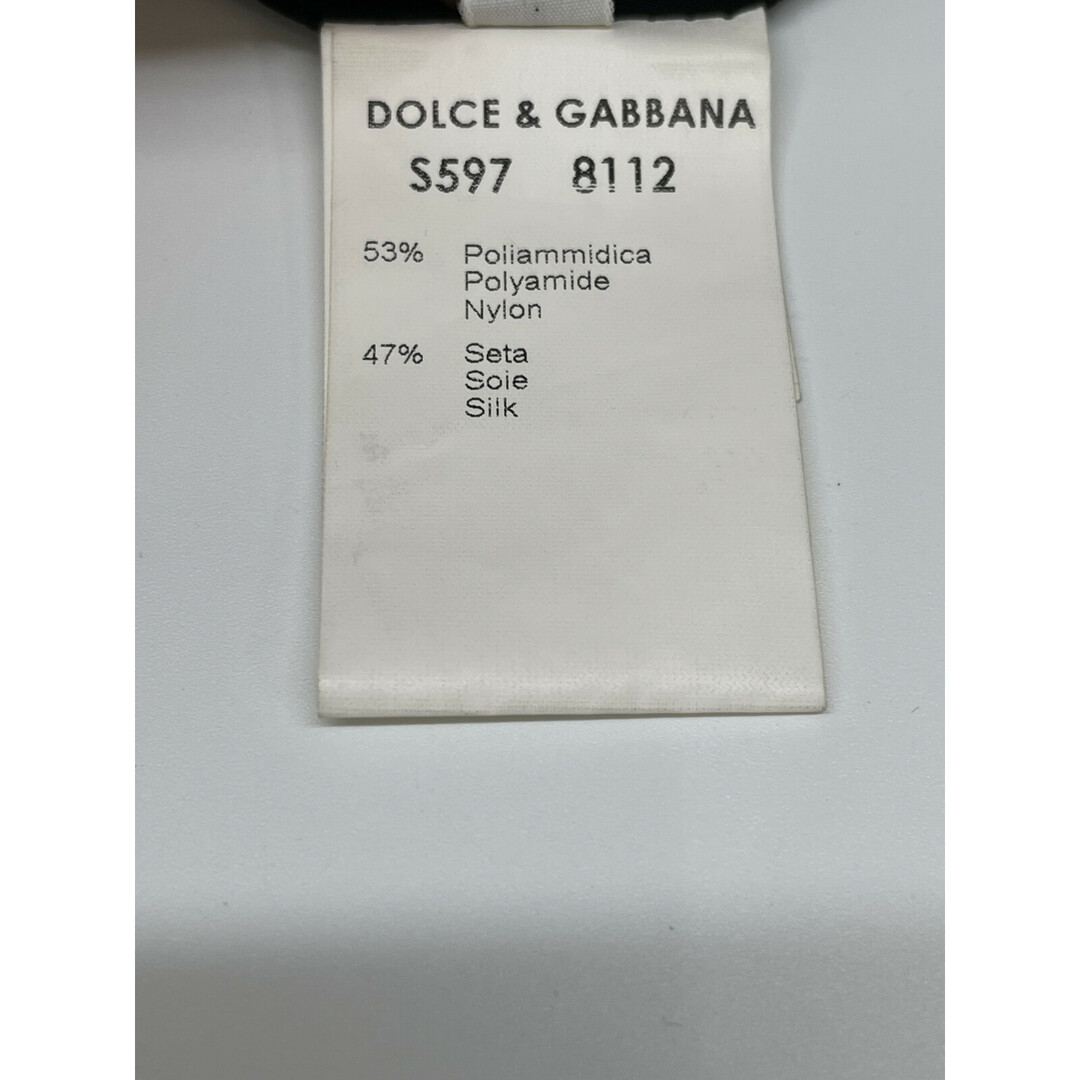 DOLCE & GABBANA
S597 8112
53% Poliammidica
Polyamide
Nylon
47% Seta
Soie
Silk